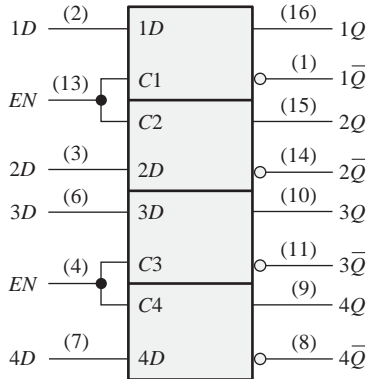 (2) (16)
1D 1D 1Q
(13) (1)
EN C1 1Q̅
(15)
C2 2Q
(3) (14)
2D 2D 2Q̅
(6) (10)
3D 3D 3Q
(4) (11)
EN C3 3Q̅
(9)
C4 4Q
(7) (8)
4D 4D 4Q̅